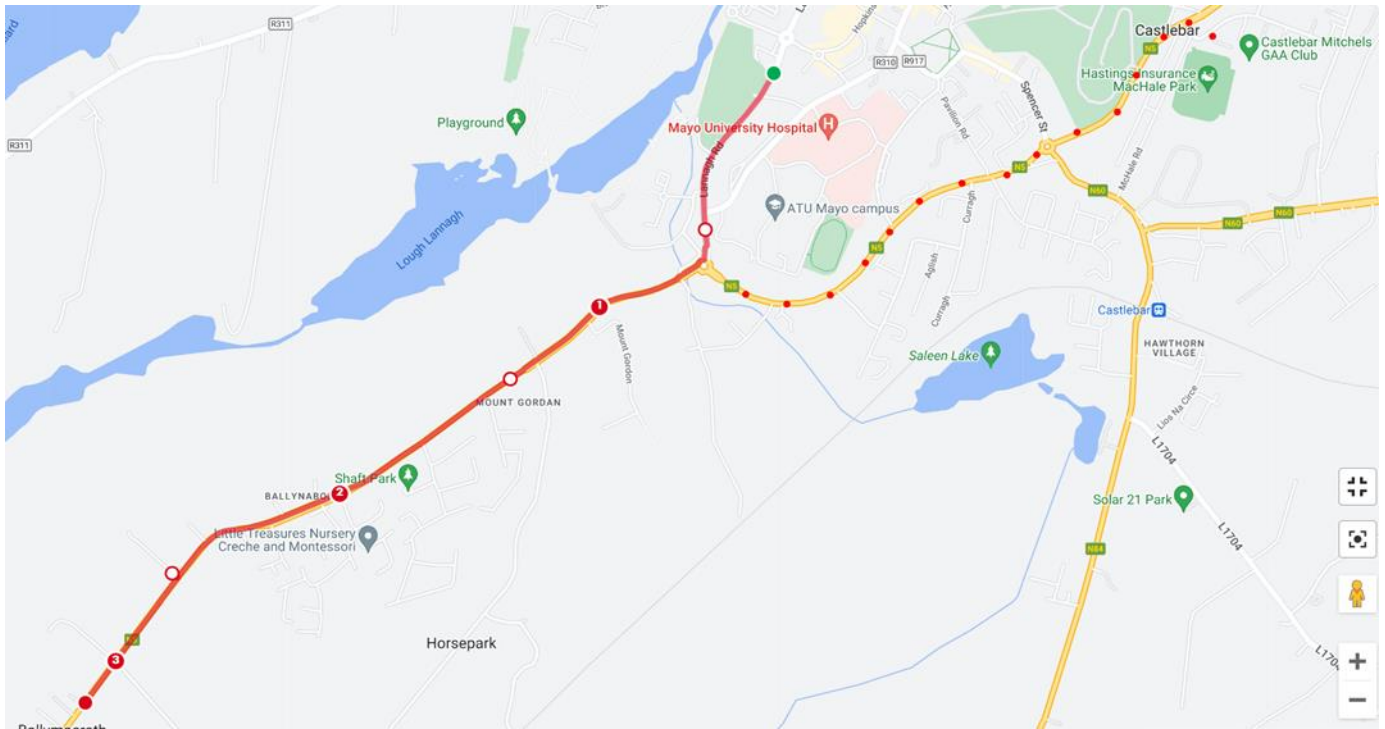 R311
Castlebar
N5
Castlebar Mitchels
GAA Club
R310
R917
Hastings Insurance
MacHale Park
Spencer St
Pavilion Rd
Playground
Mayo University Hospital
H
R311
Lannagh Rd
McHale Rd
N5
N60
ATU Mayo campus
Curragh
N60
N60
Lough Lannagh
N5
Aglish
N5
1
Curragh
Castlebar
Mount Gordon
HAWTHORN
VILLAGE
Saleen Lake
MOUNT GORDAN
Lios Na Circe
L1704
Shaft Park
2
Solar 21 Park
Little Treasures Nursery
Creche and Montessori
L1704
N84
Horsepark
3
L1704